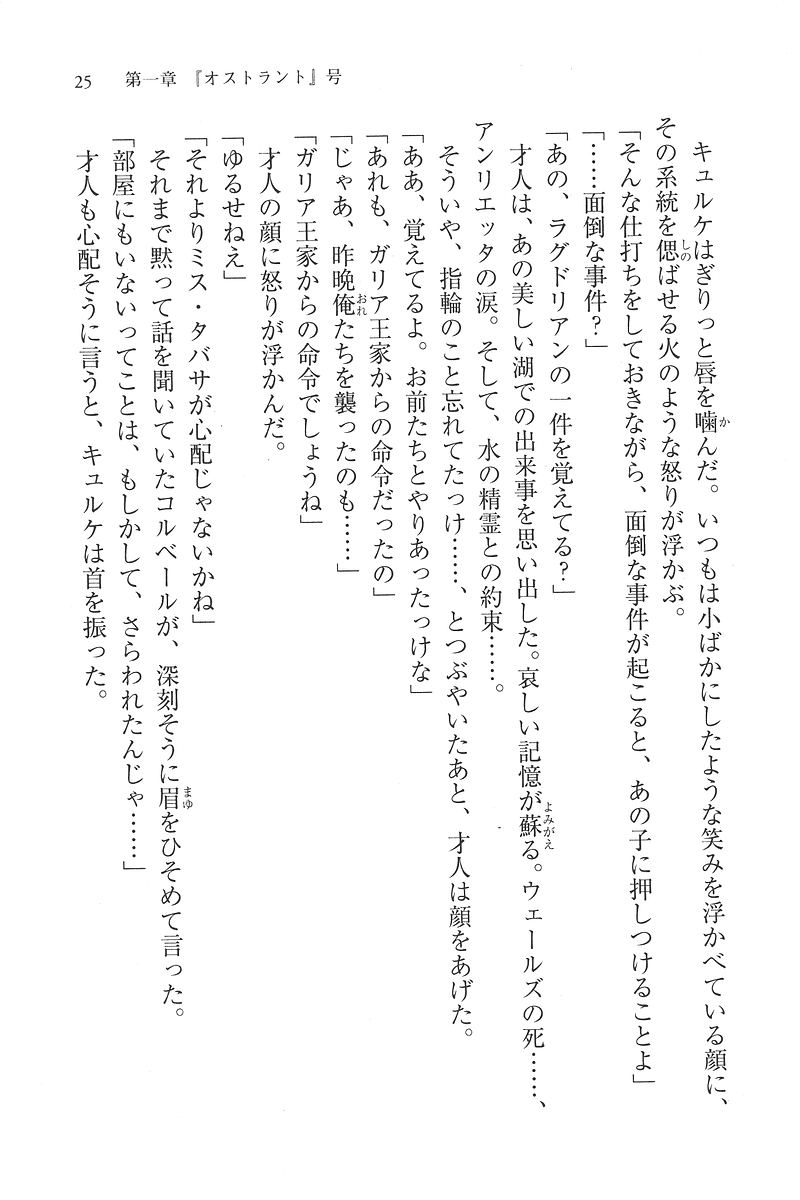 25　第一章　『オストラント』号
　キュルケはぎりっと唇を噛んだ。いつもは小ばかにしたような笑みを浮かべている顔に、
その系統を偲ばせる火のような怒りが浮かぶ。
「そんな仕打ちをしておきながら、面倒な事件が起こると、あの子に押しつけることよ」
「……面倒な事件？」
「あの、ラグドリアンの一件を覚えてる？」
　才人は、あの美しい湖での出来事を思い出した。哀しい記憶が蘇る。ウェールズの死……、
アンリエッタの涙。そして、水の精霊との約束……。
　そういや、指輪のこと忘れてたっけ……、とつぶやいたあと、才人は顔をあげた。
「ああ、覚えてるよ。お前たちとやりあったっけな」
「あれも、ガリア王家からの命令だったの」
「じゃあ、昨晩俺たちを襲ったのも……」
「ガリア王家からの命令でしょうね」
　才人の顔に怒りが浮かんだ。
「ゆるせねえ」
「それよりミス・タバサが心配じゃないかね」
　それまで黙って話を聞いていたコルベールが、深刻そうに眉をひそめて言った。
「部屋にもいないってことは、もしかして、さらわれたんじゃ……」
　才人も心配そうに言うと、キュルケは首を振った。